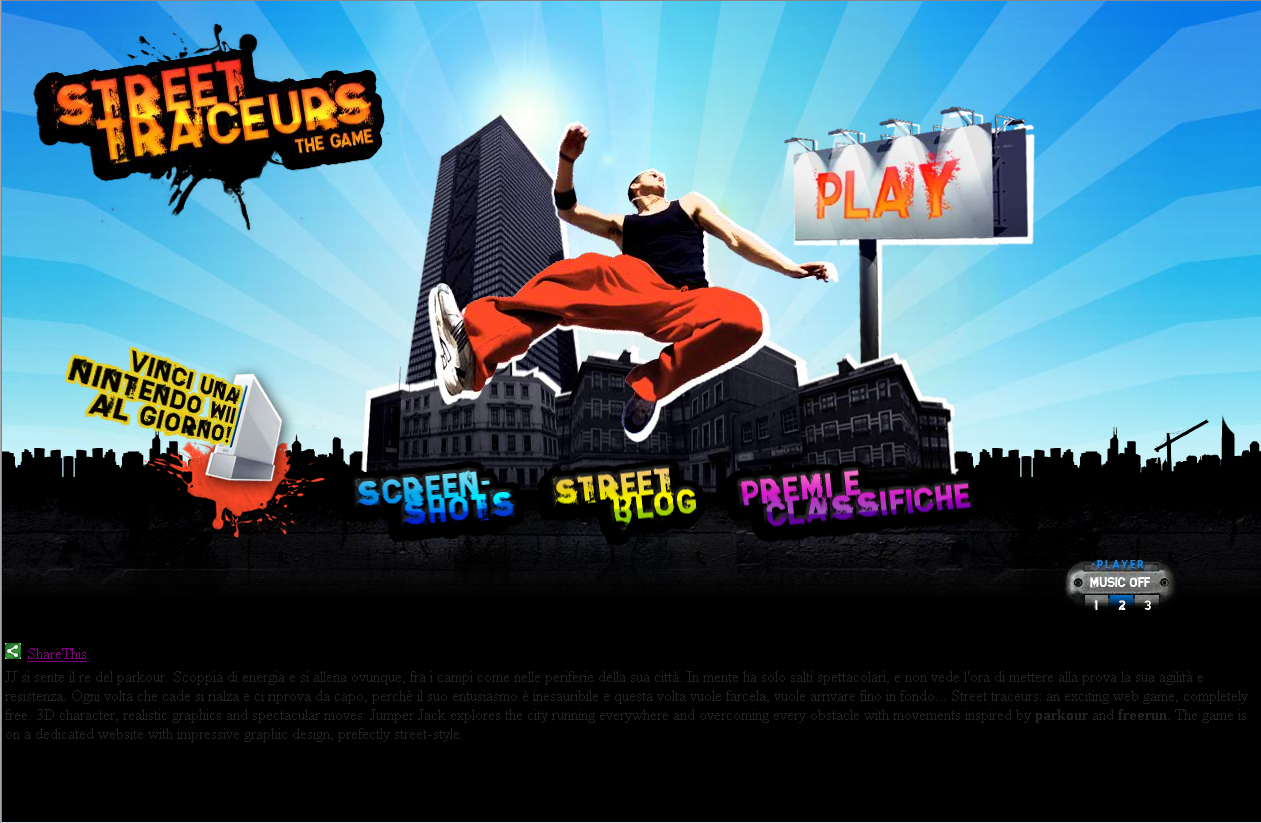 STREET
TRACEURS
THE GAME
PLAY
VINCI UNA
NINTENDO WII
AL GIORNO!
SCREEN-
SHOTS
STREET
BLOG
PREMI E
CLASSIFICHE
PLAYER
MUSIC OFF
1 2 3
ShareThis
JJ si sente il re del parkour. Scoppia di energia e si allena ovunque, fra i campi come nelle periferie della sua città. In mente ha solo salti spettacolari, e non vede l'ora di mettere alla prova la sua agilità e
resistenza. Ogni volta che cade si rialza e ci riprova da capo, perchè il suo entusiasmo è inesauribile e questa volta vuole farcela, vuole arrivare fino in fondo... Street traceurs: an exciting web game, completely
free. 3D character, realistic graphics and spectacular moves: Jumper Jack explores the city running everywhere and overcoming every obstacle with movements inspired by parkour and freerun. The game is
on a dedicated website with impressive graphic design, prefectly street-style.